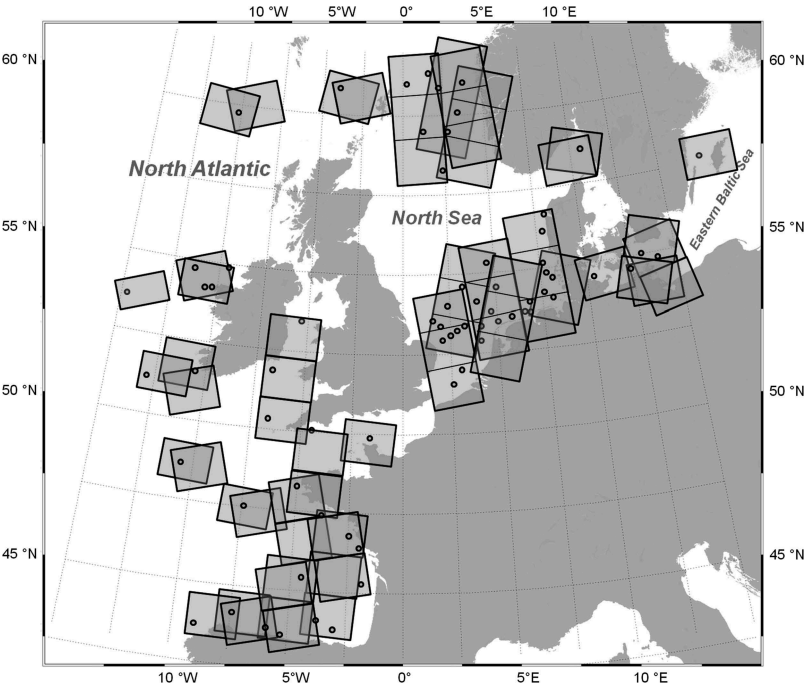 10 °W 5°W 0° 5°E 10 °E
60 °N 60 °N
North Atlantic
Eastern Baltic Sea
North Sea
55 °N 55 °N
50 °N 50 °N
45 °N 45 °N
10 °W 5°W 0° 5°E 10 °E